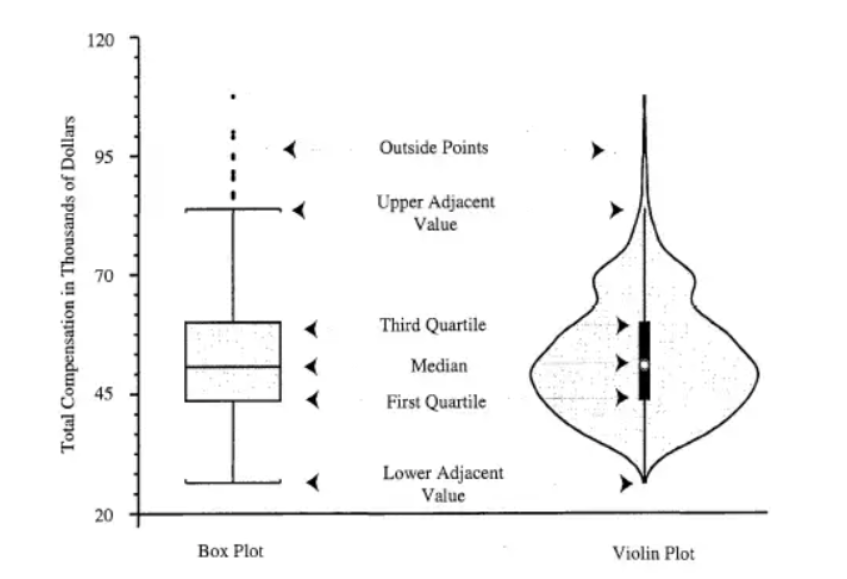 120
95
70
45
20
Total Compensation in Thousands of Dollars
Outside Points
Upper Adjacent
Value
Third Quartile
Median
First Quartile
Lower Adjacent
Value
Box Plot
Violin Plot